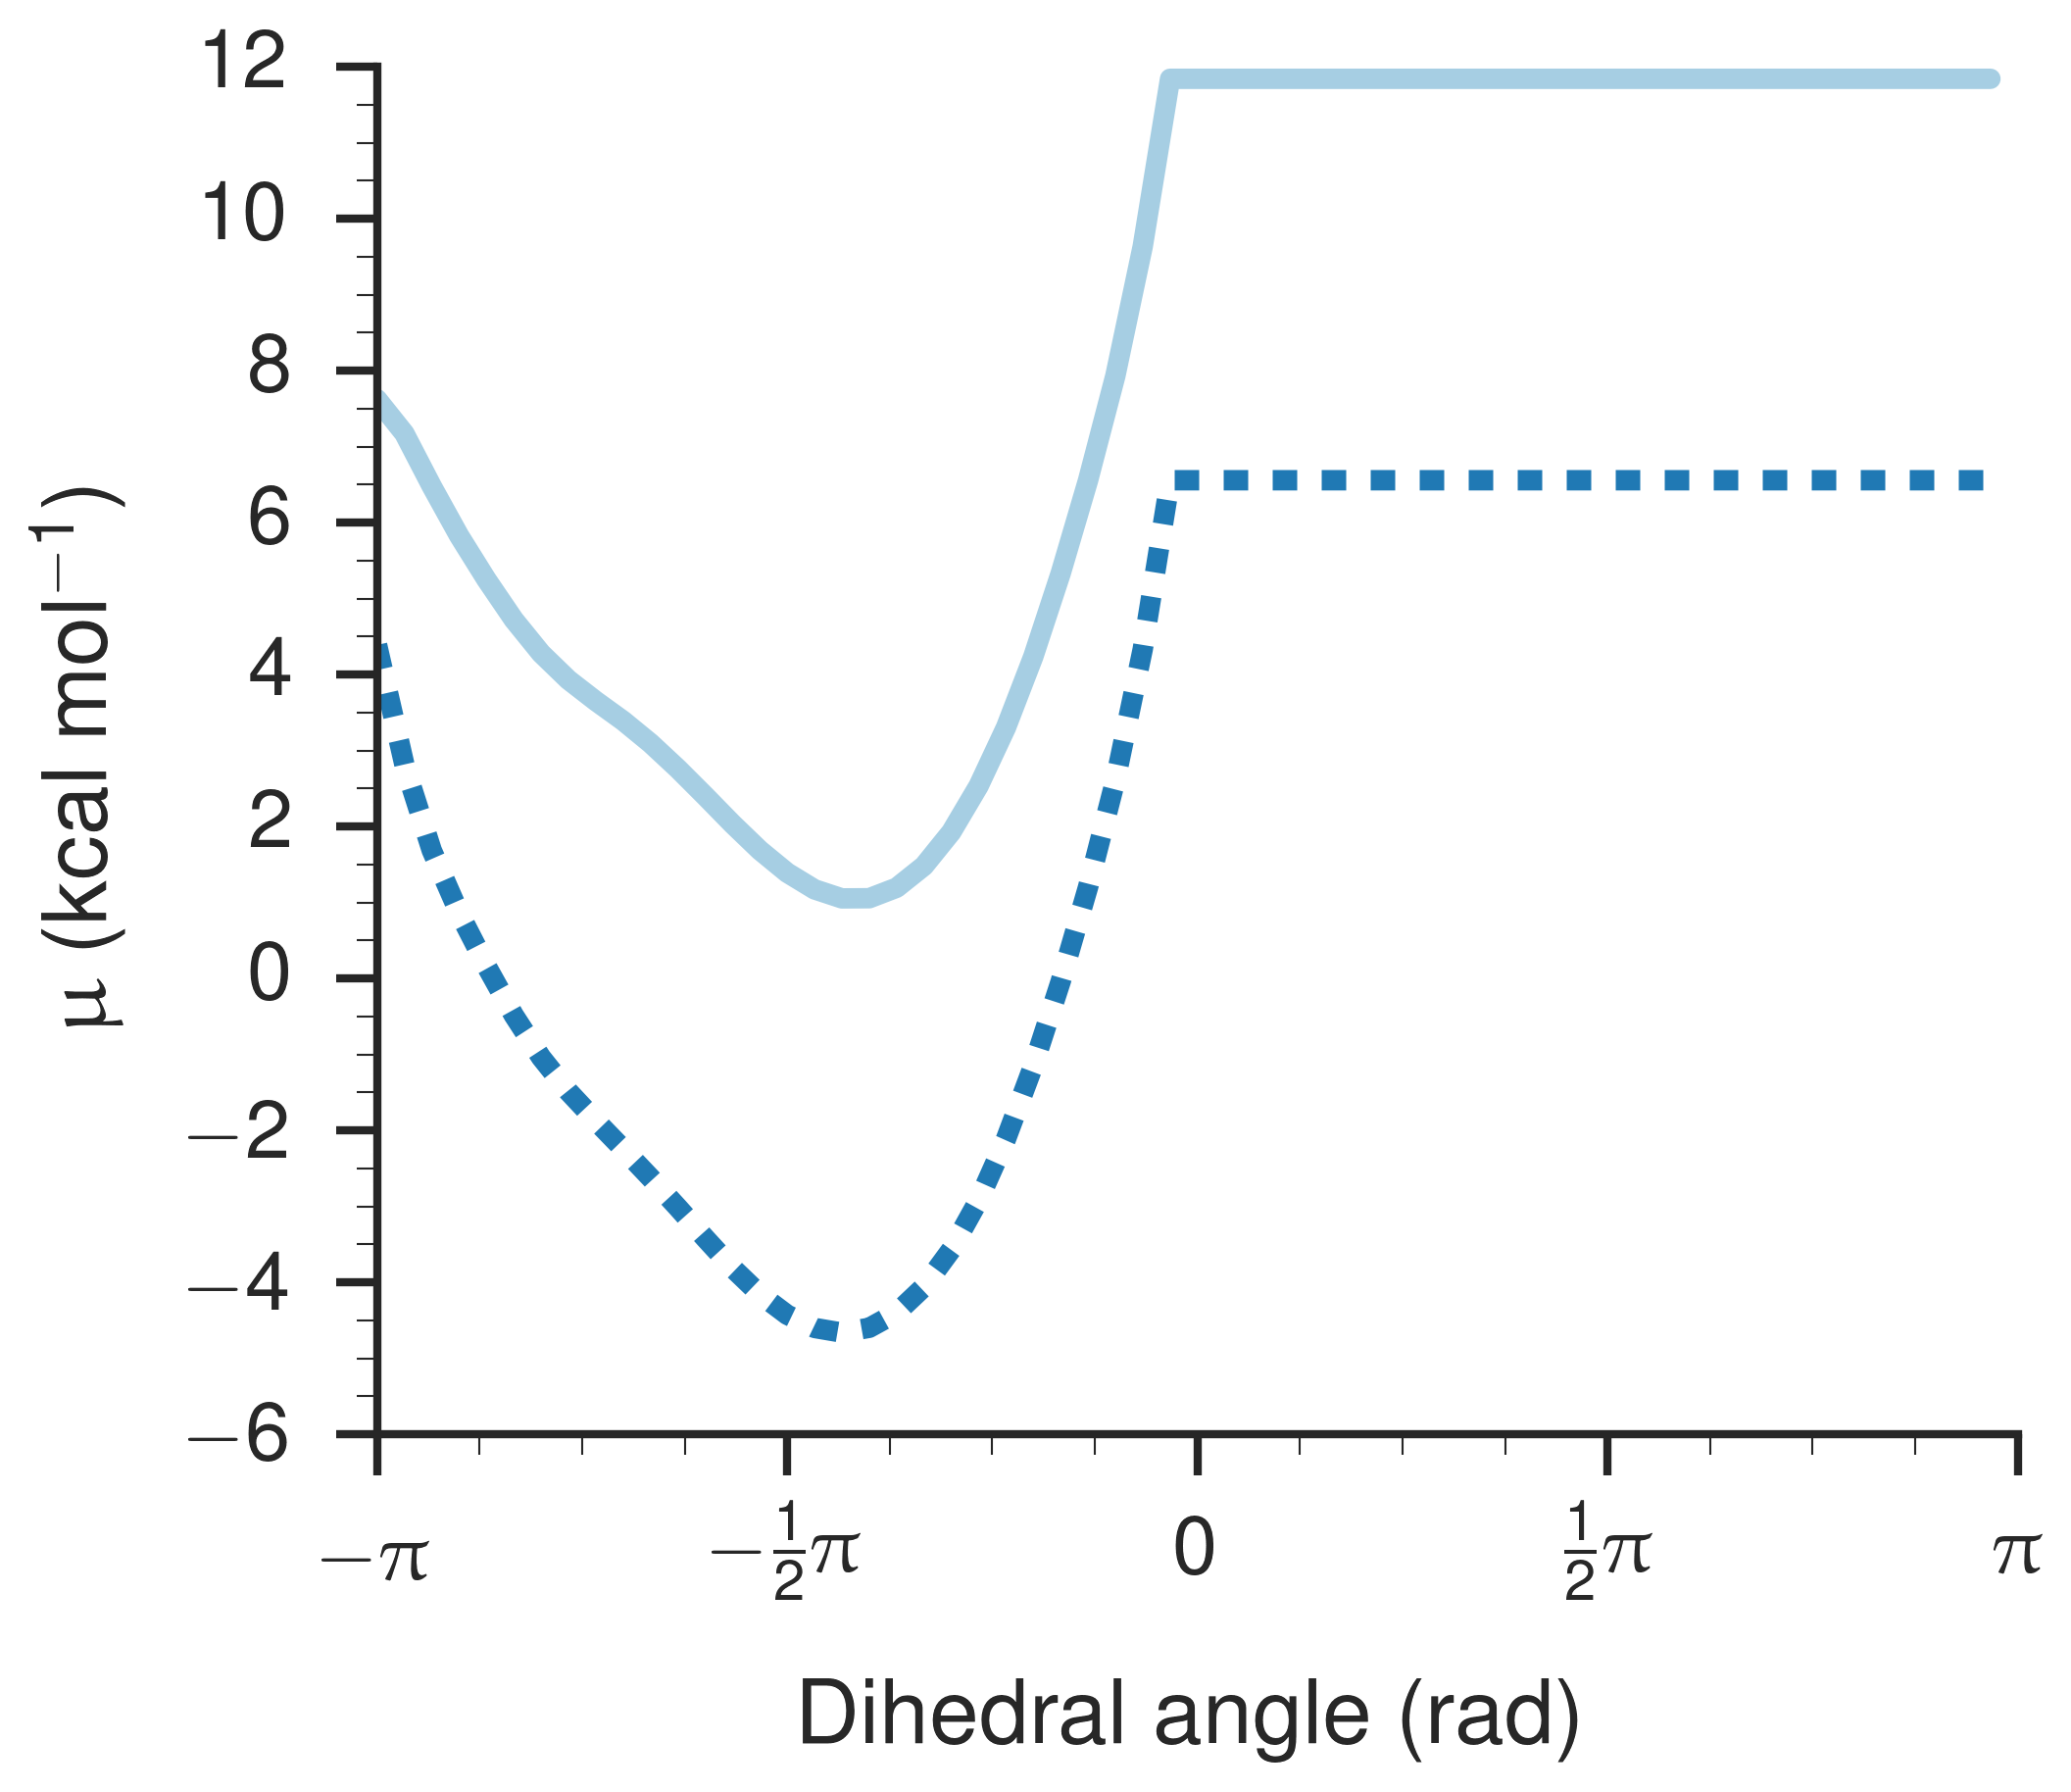 12
10
8
6
4
2
0
−2
−4
−6
μ (kcal mol⁻¹)
−π
−½π
0
½π
π
Dihedral angle (rad)